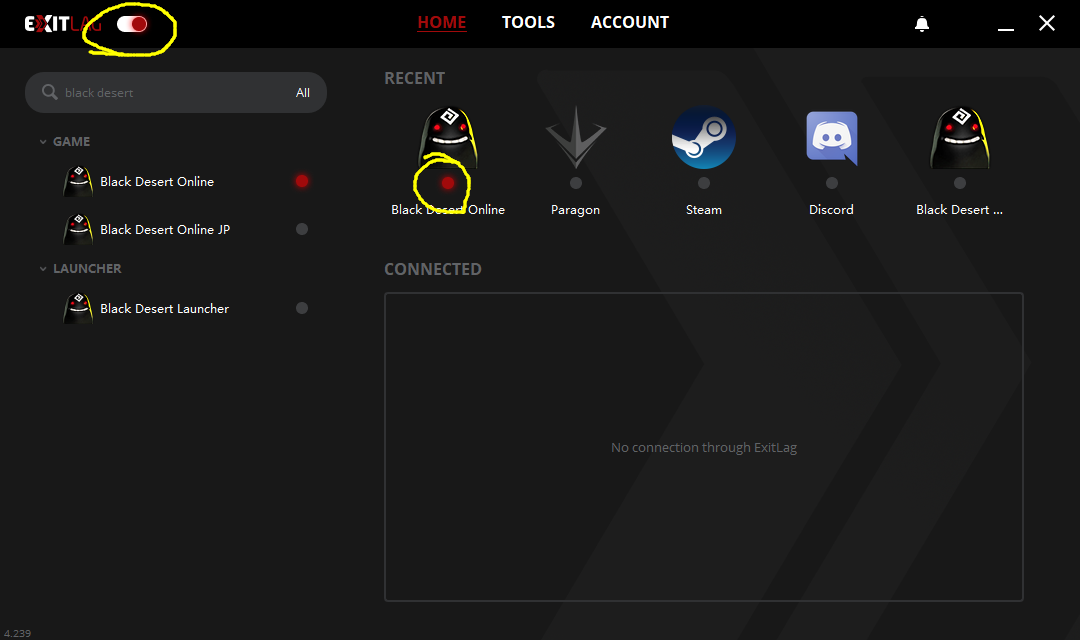 EXITLAG
HOME TOOLS ACCOUNT
black desert All
GAME
Black Desert Online
Black Desert Online JP
LAUNCHER
Black Desert Launcher
RECENT
Black Desert Online Paragon Steam Discord Black Desert ...
CONNECTED
No connection through ExitLag
4.239